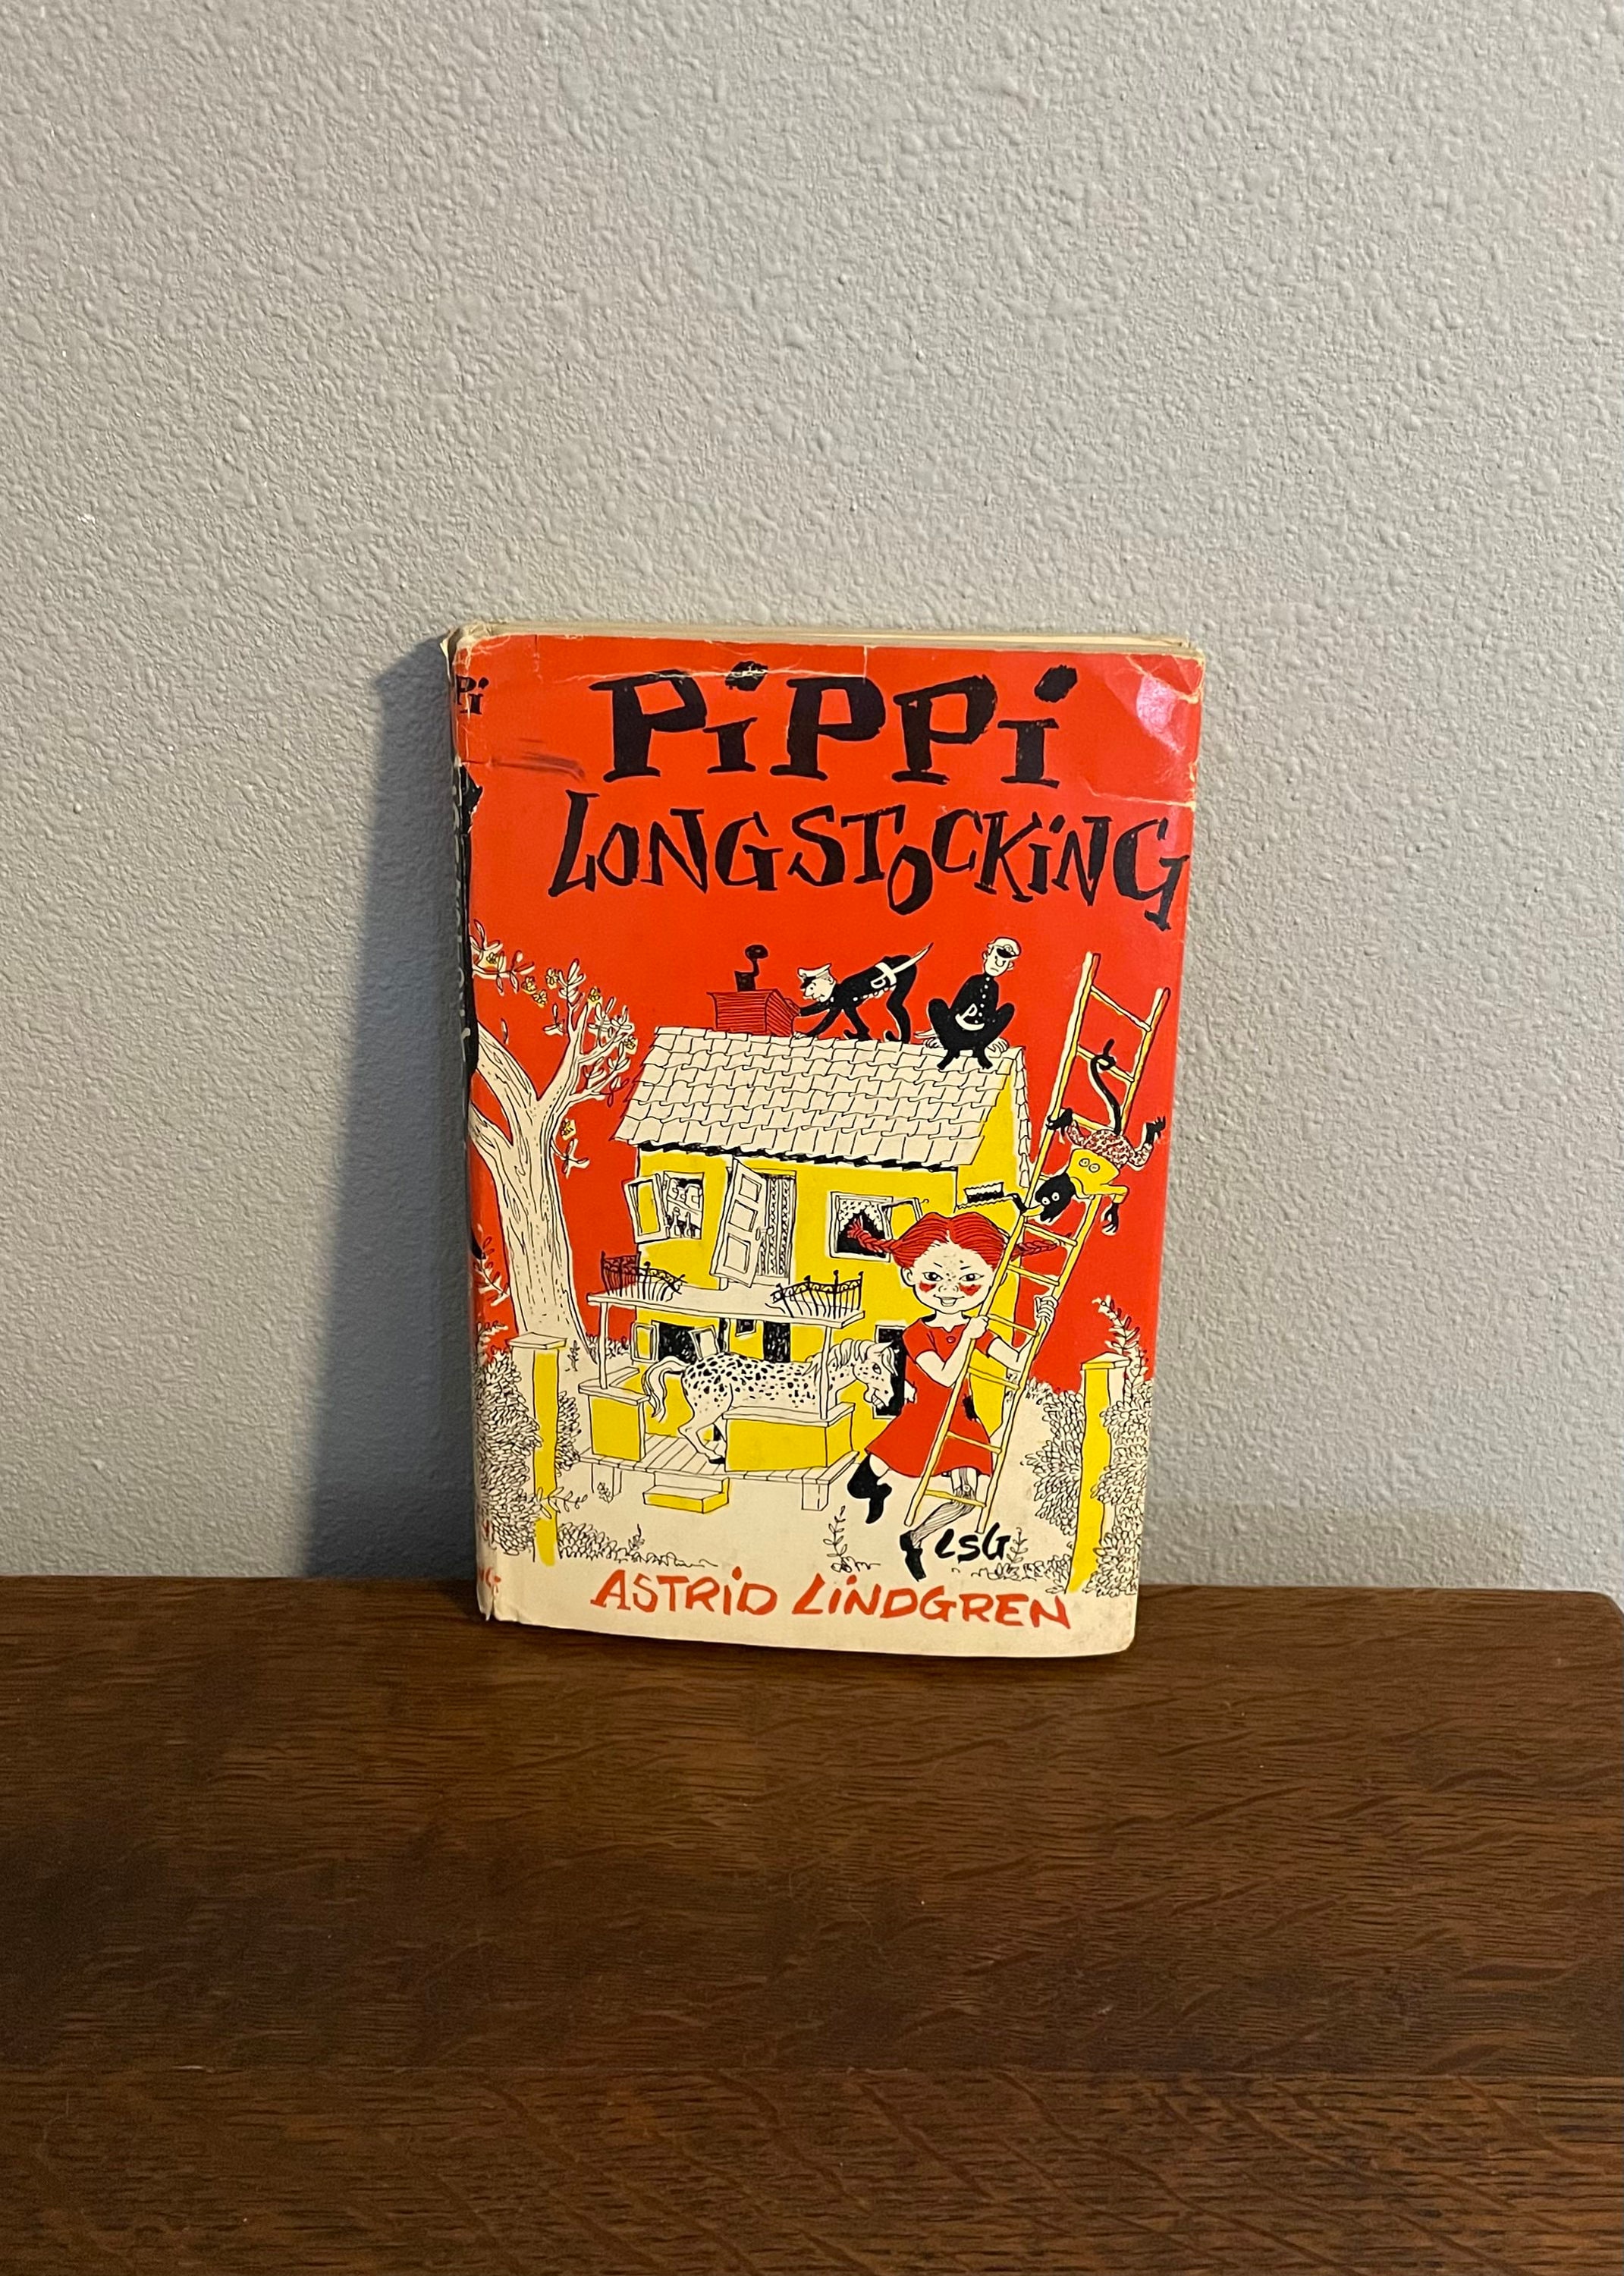 PiPPi
LONGSTOCKiNG
LSG
ASTRiD LiNDGREN